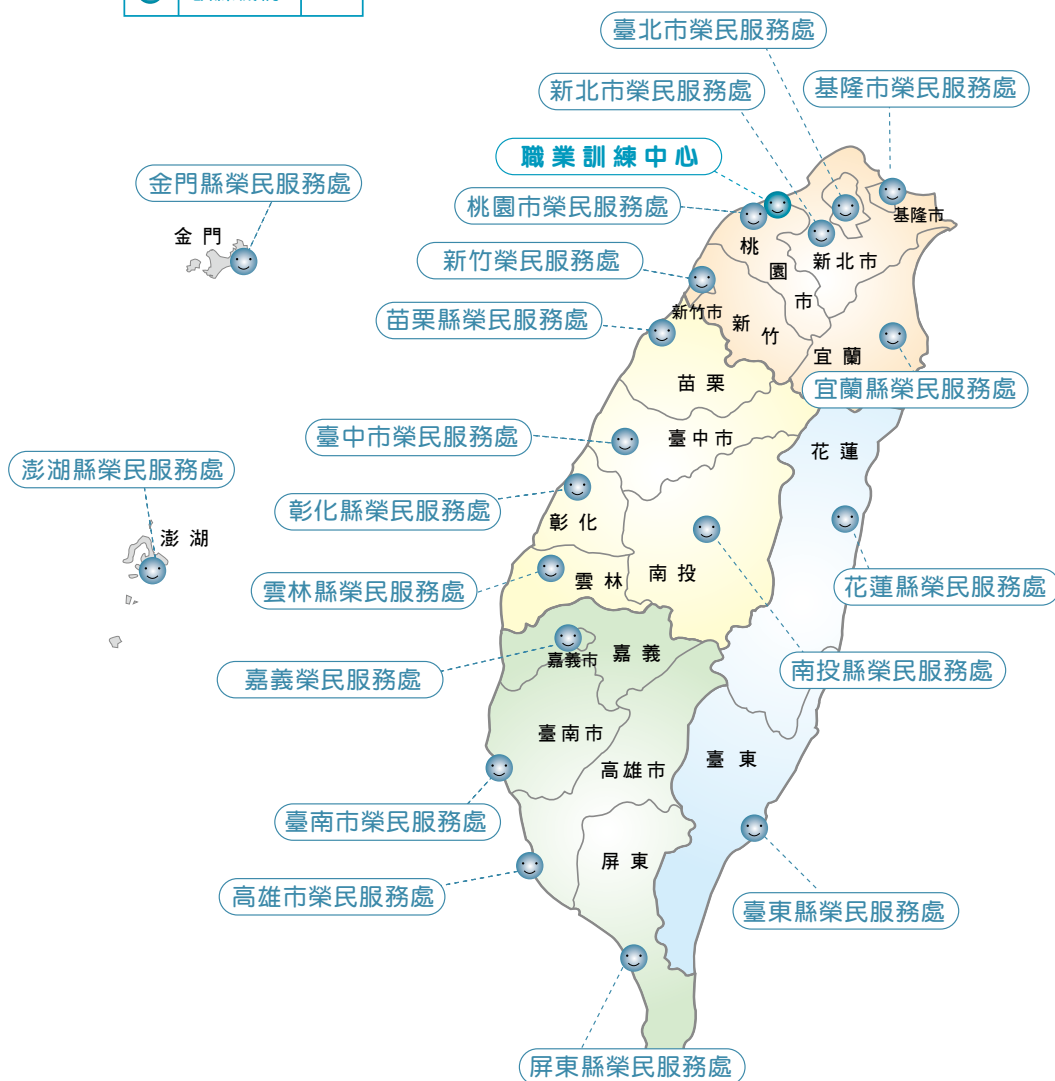 臺北市榮民服務處
新北市榮民服務處
基隆市榮民服務處
職業訓練中心
金門縣榮民服務處
桃園市榮民服務處
基隆市
金門
桃園市
新北市
新竹榮民服務處
新竹市
新竹
苗栗縣榮民服務處
宜蘭
苗栗
宜蘭縣榮民服務處
臺中市榮民服務處
臺中市
花蓮
澎湖縣榮民服務處
彰化縣榮民服務處
彰化
澎湖
雲林縣榮民服務處
雲林
南投
花蓮縣榮民服務處
嘉義市
嘉義
嘉義榮民服務處
南投縣榮民服務處
臺南市
高雄市
臺東
臺南市榮民服務處
屏東
高雄市榮民服務處
臺東縣榮民服務處
屏東縣榮民服務處